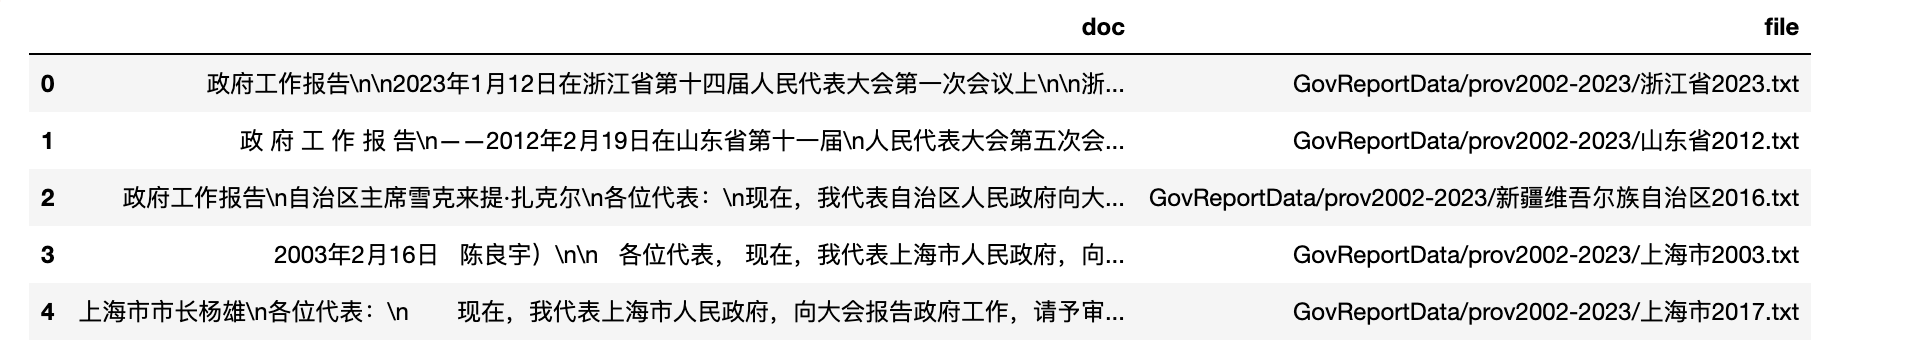 doc file
0 政府工作报告\n\n2023年1月12日在浙江省第十四届人民代表大会第一次会议上\n\n浙... GovReportData/prov2002-2023/浙江省2023.txt
1 政 府 工 作 报 告\n——2012年2月19日在山东省第十一届\n人民代表大会第五次会... GovReportData/prov2002-2023/山东省2012.txt
2 政府工作报告\n自治区主席雪克来提·扎克尔\n各位代表：\n现在，我代表自治区人民政府向大... GovReportData/prov2002-2023/新疆维吾尔族自治区2016.txt
3 2003年2月16日 陈良宇）\n\n 各位代表， 现在，我代表上海市人民政府，向... GovReportData/prov2002-2023/上海市2003.txt
4 上海市市长杨雄\n各位代表：\n 现在，我代表上海市人民政府，向大会报告政府工作，请予审... GovReportData/prov2002-2023/上海市2017.txt